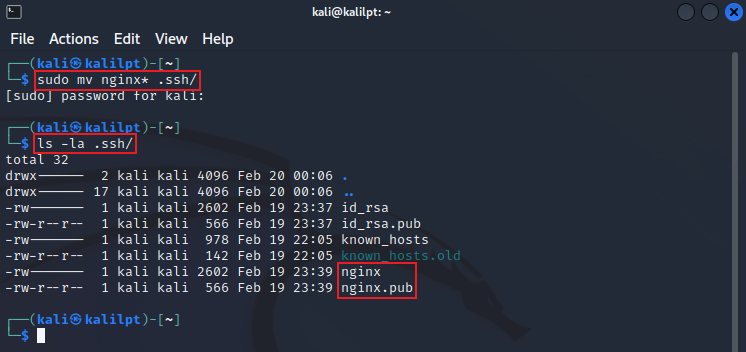 kali@kalilpt: ~
File Actions Edit View Help
┌──(kali㉿kalilpt)-[~]
└─$ sudo mv nginx* .ssh/
[sudo] password for kali:
┌──(kali㉿kalilpt)-[~]
└─$ ls -la .ssh/
total 32
drwx------ 2 kali kali 4096 Feb 20 00:06 .
drwx------ 17 kali kali 4096 Feb 20 00:06 ..
-rw------- 1 kali kali 2602 Feb 19 23:37 id_rsa
-rw-r--r-- 1 kali kali 566 Feb 19 23:37 id_rsa.pub
-rw------- 1 kali kali 978 Feb 19 22:05 known_hosts
-rw-r--r-- 1 kali kali 142 Feb 19 22:05 known_hosts.old
-rw------- 1 kali kali 2602 Feb 19 23:39 nginx
-rw-r--r-- 1 kali kali 566 Feb 19 23:39 nginx.pub
┌──(kali㉿kalilpt)-[~]
└─$